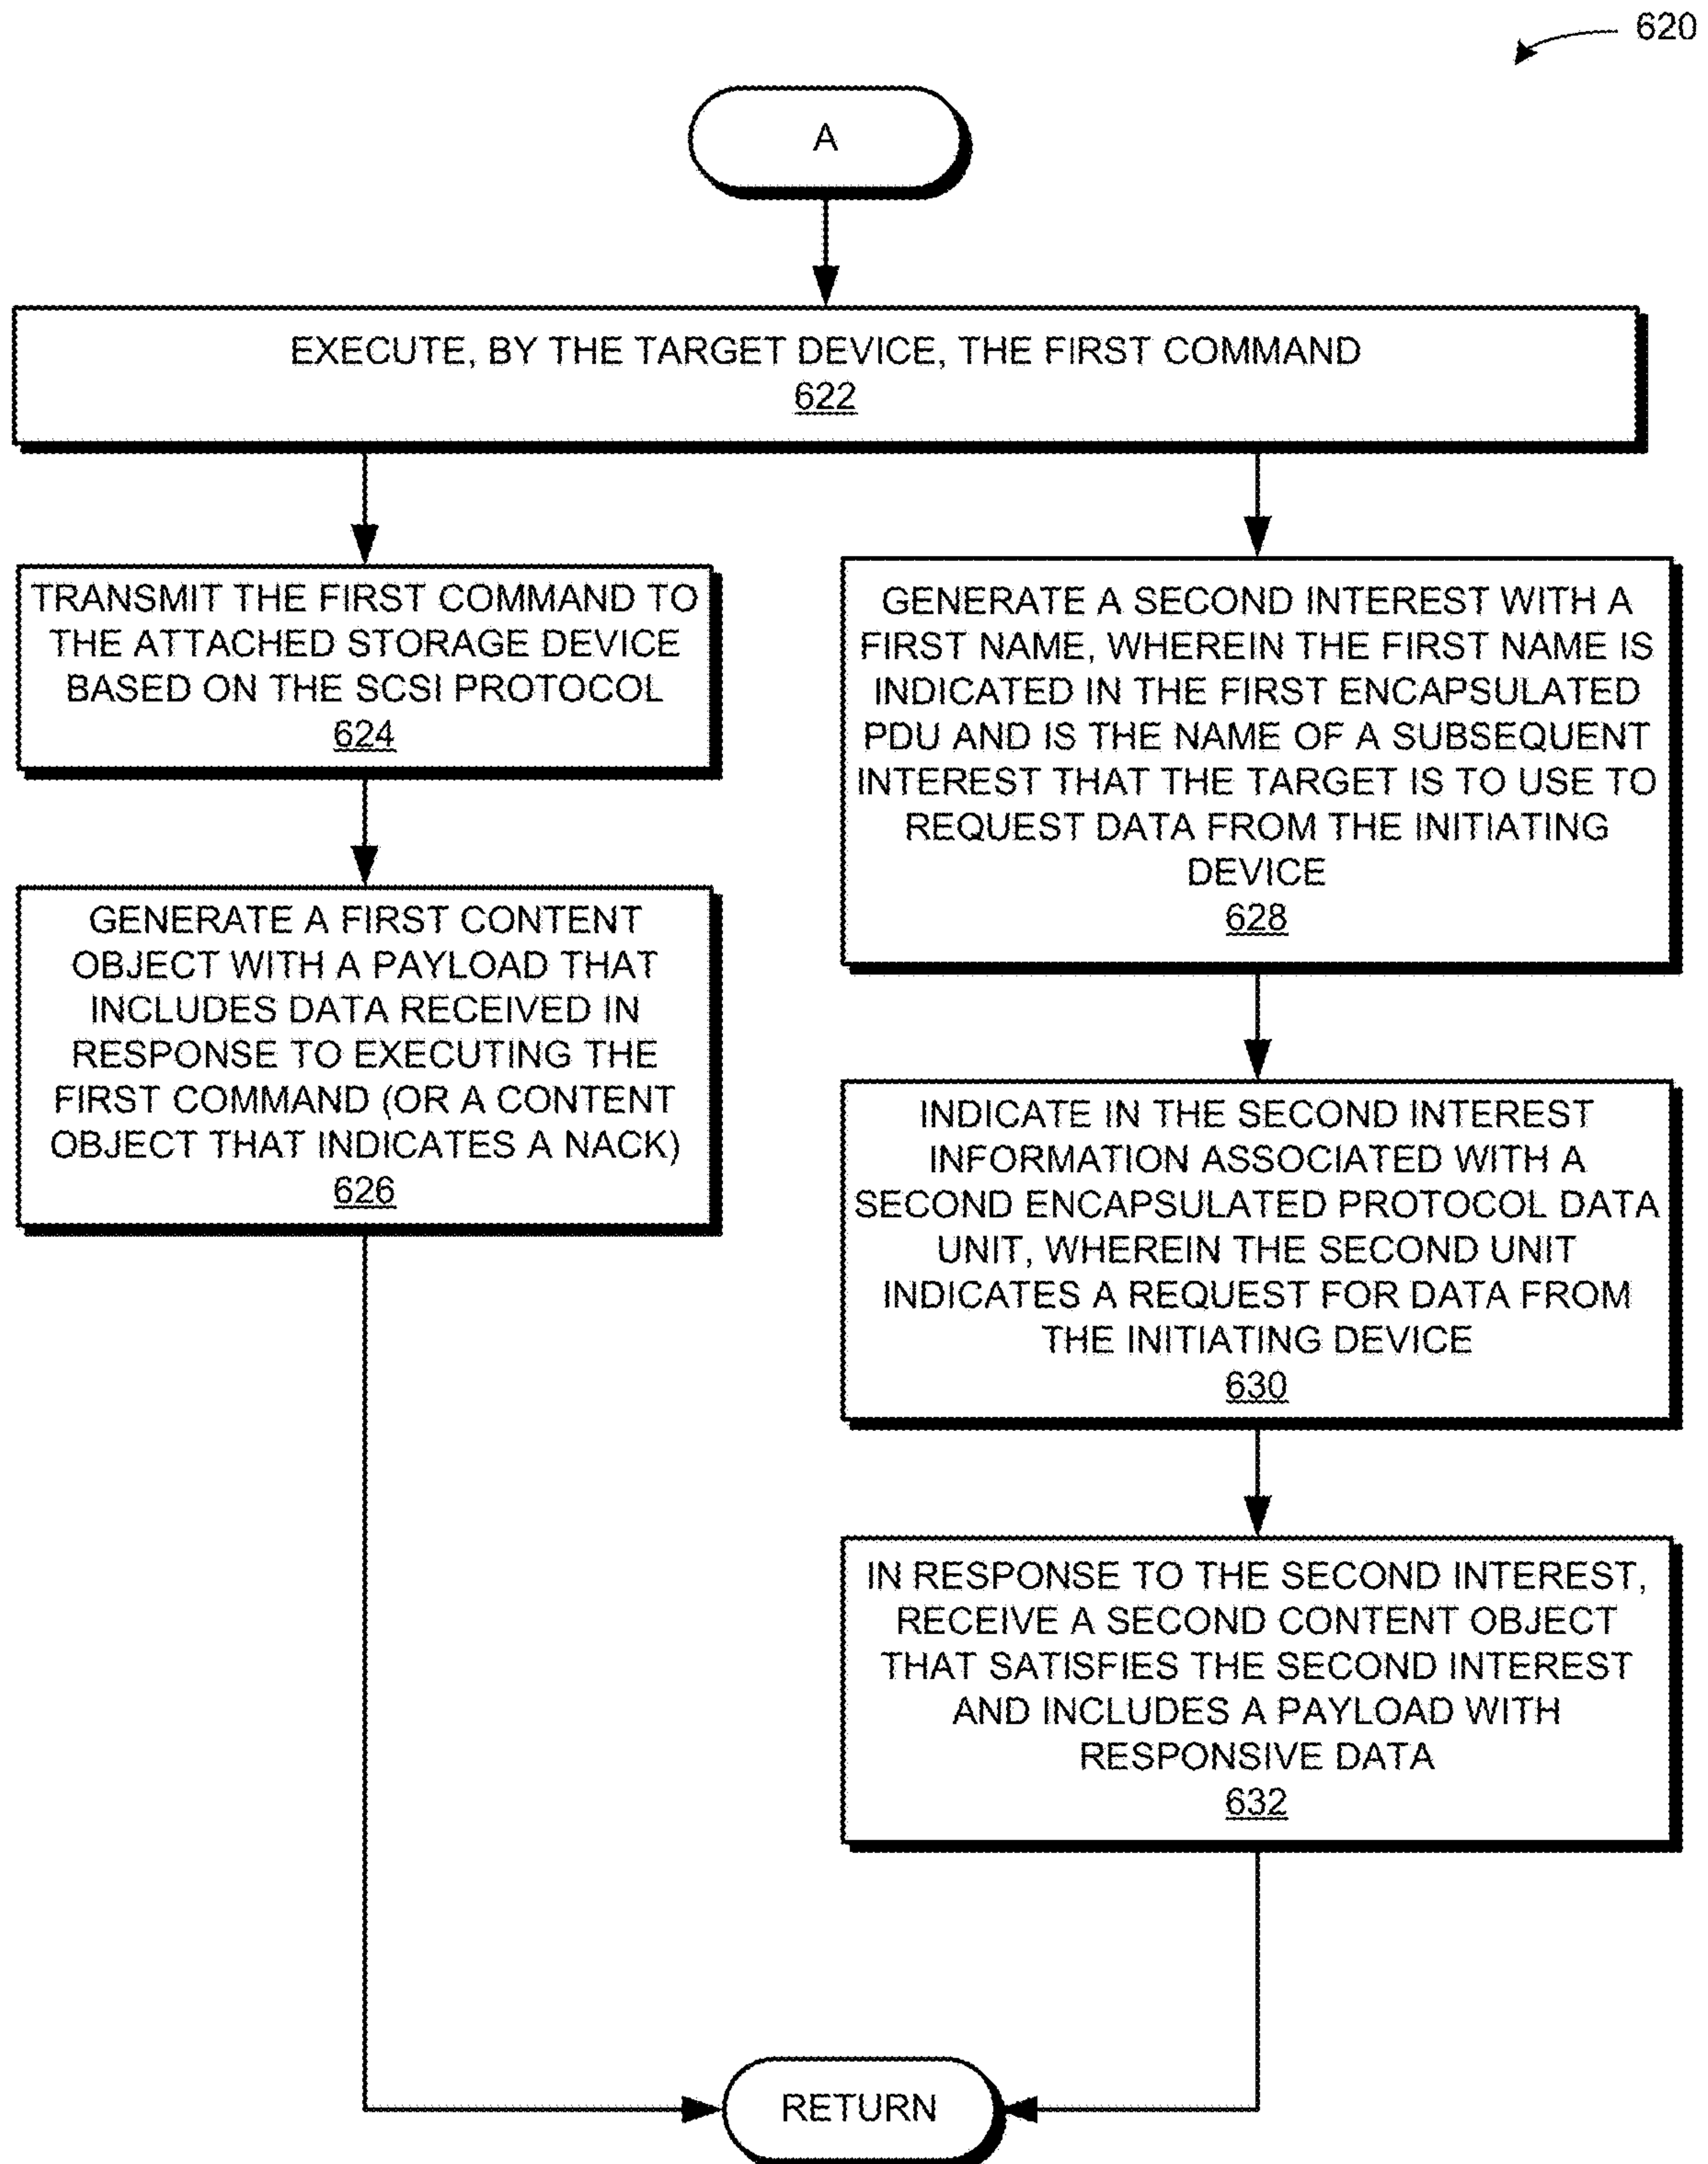 620
A
EXECUTE, BY THE TARGET DEVICE, THE FIRST COMMAND
622
TRANSMIT THE FIRST COMMAND TO
THE ATTACHED STORAGE DEVICE
BASED ON THE SCSI PROTOCOL
624
GENERATE A FIRST CONTENT
OBJECT WITH A PAYLOAD THAT
INCLUDES DATA RECEIVED IN
RESPONSE TO EXECUTING THE
FIRST COMMAND (OR A CONTENT
OBJECT THAT INDICATES A NACK)
626
GENERATE A SECOND INTEREST WITH A
FIRST NAME, WHEREIN THE FIRST NAME IS
INDICATED IN THE FIRST ENCAPSULATED
PDU AND IS THE NAME OF A SUBSEQUENT
INTEREST THAT THE TARGET IS TO USE TO
REQUEST DATA FROM THE INITIATING
DEVICE
628
INDICATE IN THE SECOND INTEREST
INFORMATION ASSOCIATED WITH A
SECOND ENCAPSULATED PROTOCOL DATA
UNIT, WHEREIN THE SECOND UNIT
INDICATES A REQUEST FOR DATA FROM
THE INITIATING DEVICE
630
IN RESPONSE TO THE SECOND INTEREST,
RECEIVE A SECOND CONTENT OBJECT
THAT SATISFIES THE SECOND INTEREST
AND INCLUDES A PAYLOAD WITH
RESPONSIVE DATA
632
RETURN